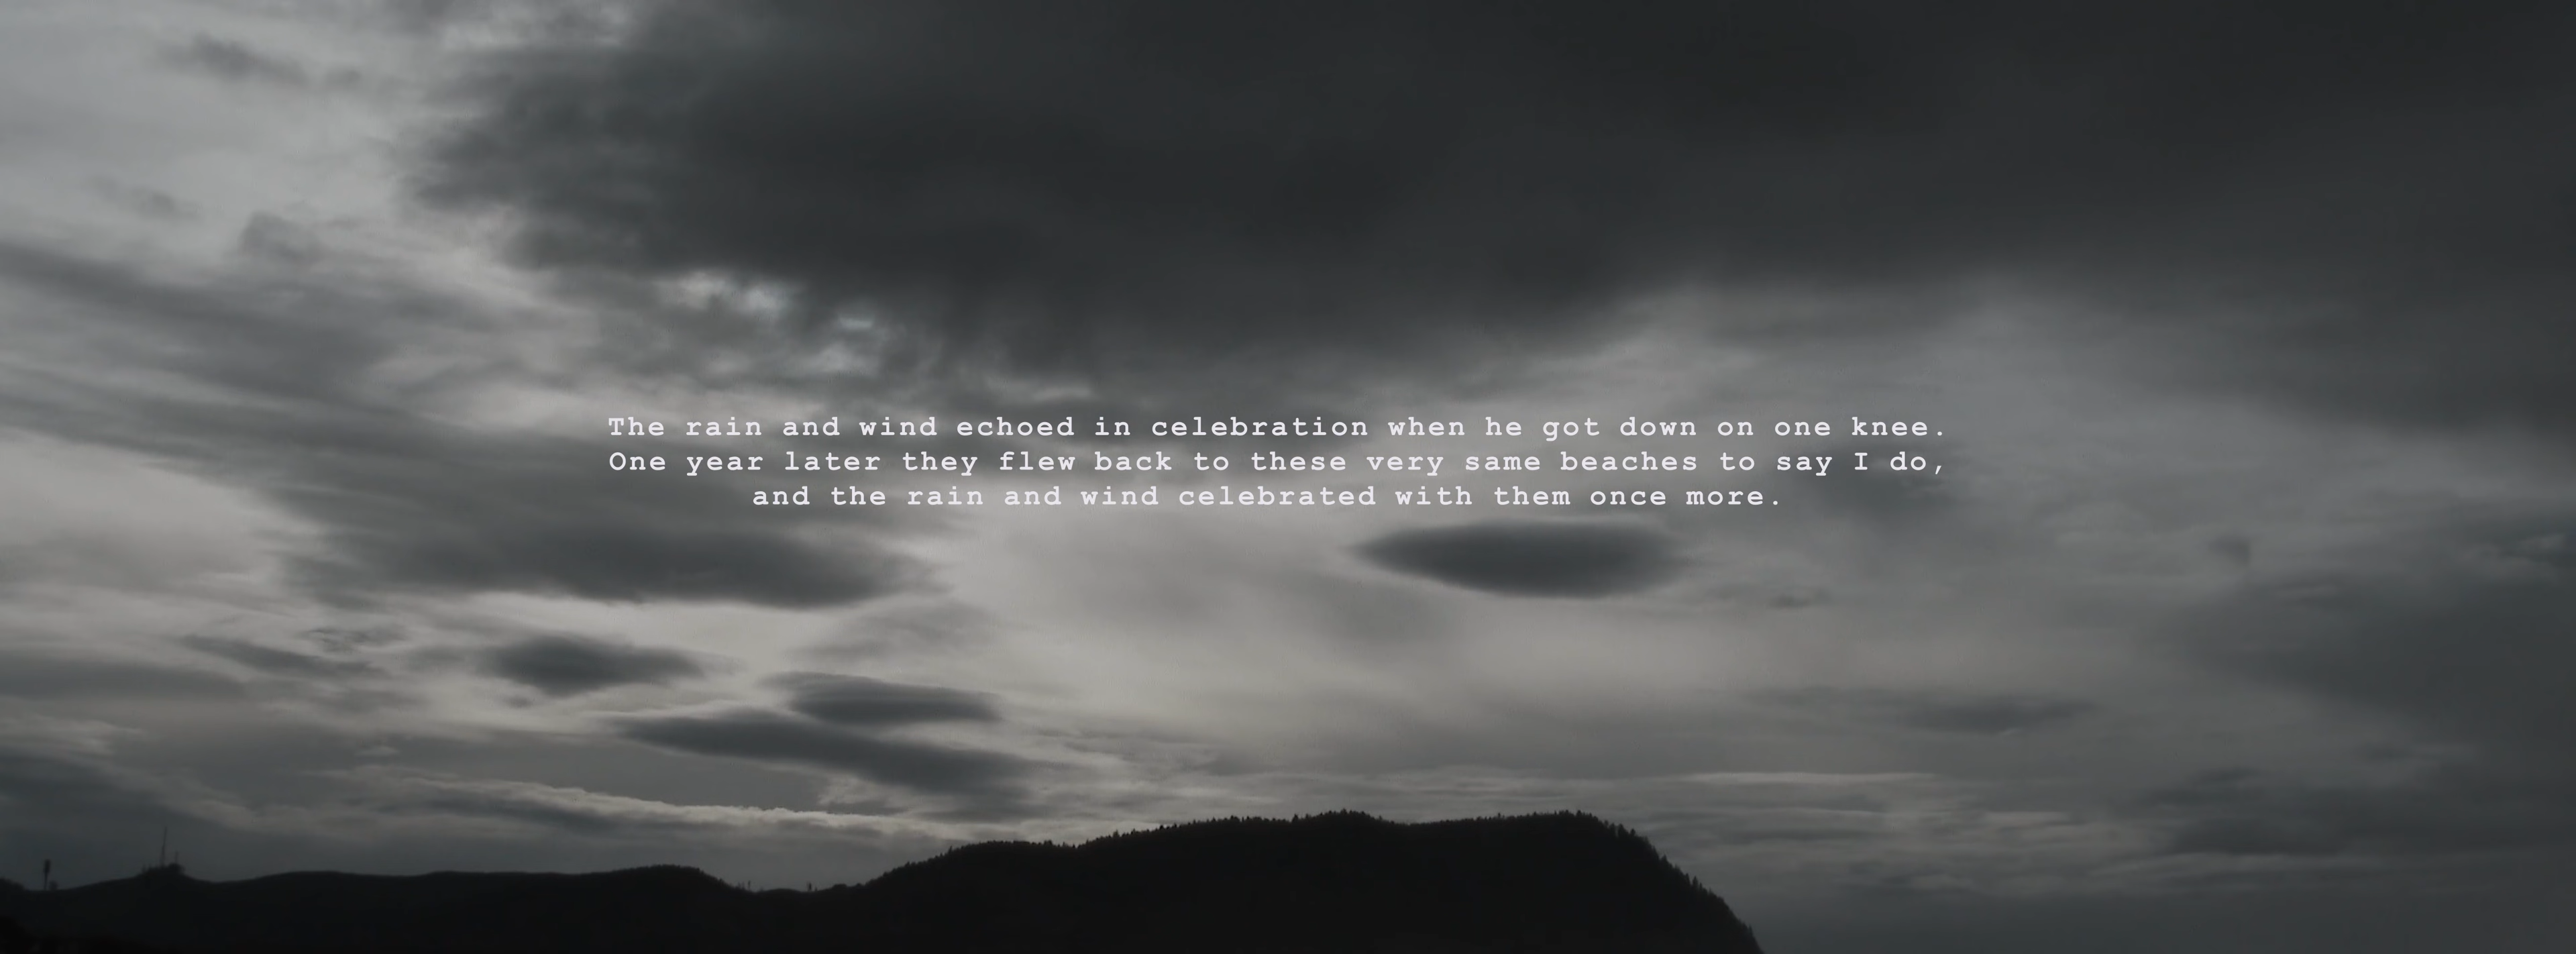 The rain and wind echoed in celebration when he got down on one knee.
One year later they flew back to these very same beaches to say I do,
and the rain and wind celebrated with them once more.